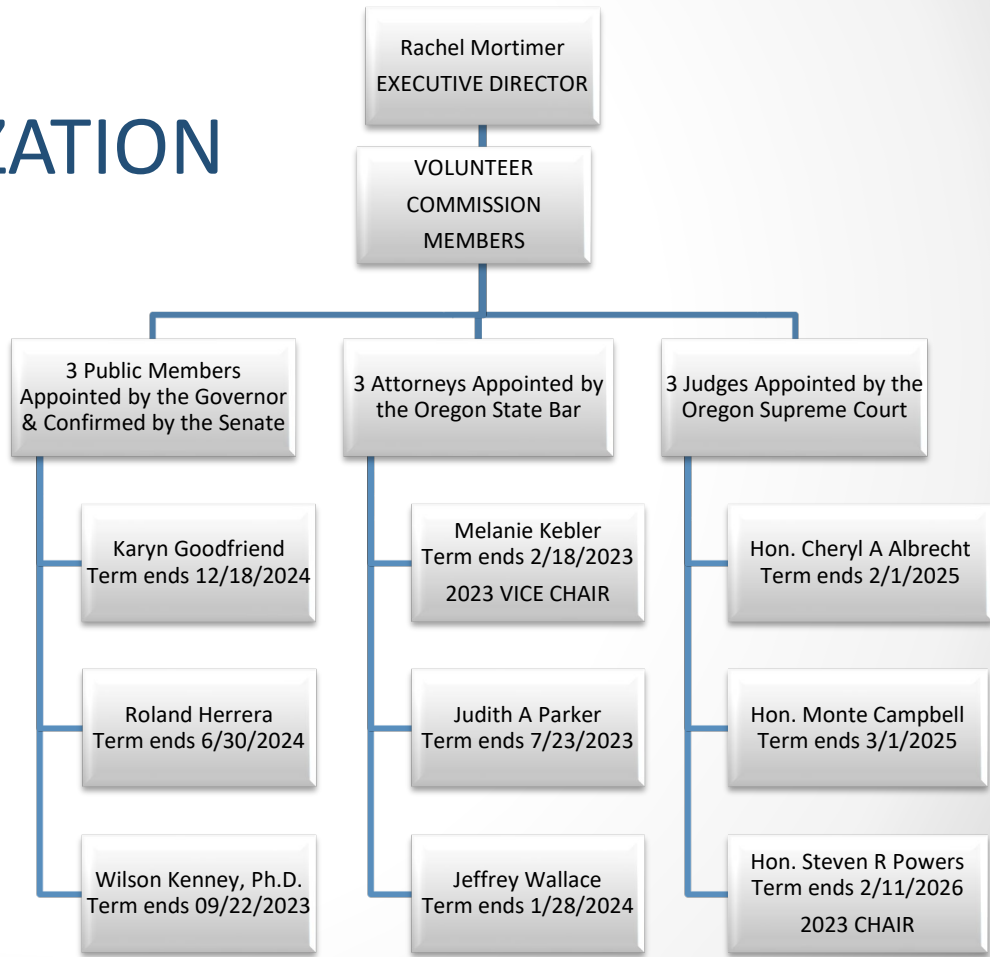 ZATION
Rachel Mortimer
EXECUTIVE DIRECTOR
VOLUNTEER
COMMISSION
MEMBERS
3 Public Members
Appointed by the Governor
& Confirmed by the Senate
Karyn Goodfriend
Term ends 12/18/2024
Roland Herrera
Term ends 6/30/2024
Wilson Kenney, Ph.D.
Term ends 09/22/2023
3 Attorneys Appointed by
the Oregon State Bar
Melanie Kebler
Term ends 2/18/2023
2023 VICE CHAIR
Judith A Parker
Term ends 7/23/2023
Jeffrey Wallace
Term ends 1/28/2024
3 Judges Appointed by the
Oregon Supreme Court
Hon. Cheryl A Albrecht
Term ends 2/1/2025
Hon. Monte Campbell
Term ends 3/1/2025
Hon. Steven R Powers
Term ends 2/11/2026
2023 CHAIR